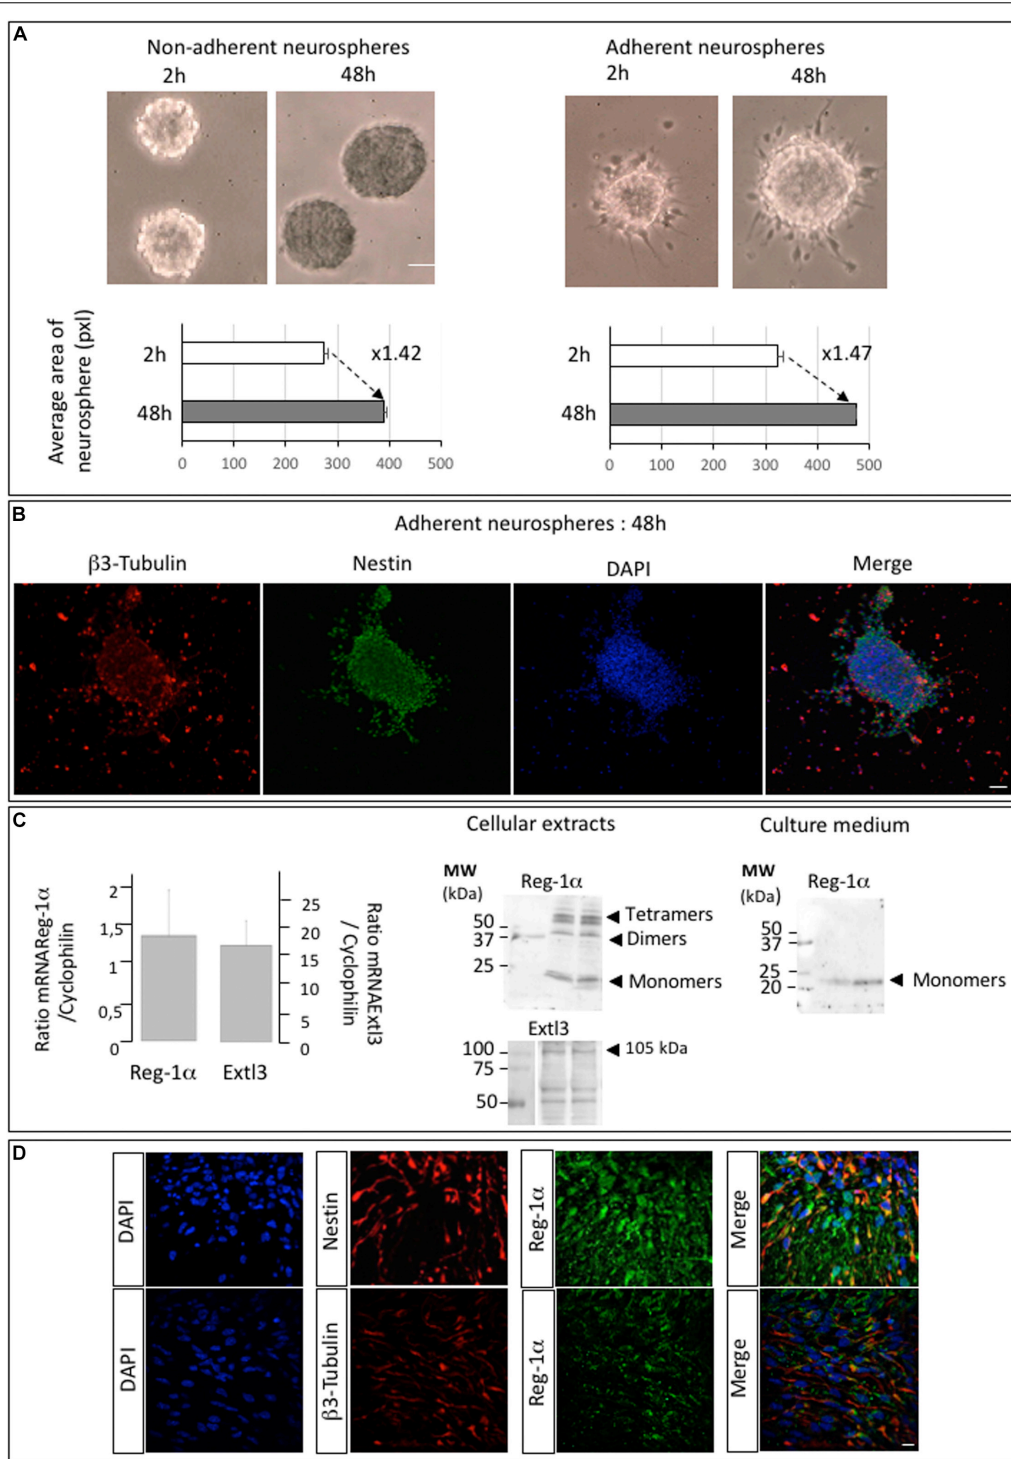 A
Non-adherent neurospheres
2h 48h
Adherent neurospheres
2h 48h
Average area of
neurosphere (pxl)
2h
x1.42
48h
0 100 200 300 400 500
2h
x1.47
48h
0 100 200 300 400 500
B
Adherent neurospheres : 48h
β3-Tubulin Nestin DAPI Merge
C
Ratio mRNAReg-1α
/Cyclophilin
2
1,5
1
0,5
0
Reg-1α Extl3
25
20
15
10
5
0
Ratio mRNAExtl3
/ Cyclophilin
Cellular extracts
MW
(kDa)
Reg-1α
50
37
25
Tetramers
Dimers
Monomers
Extl3
100
75
50
105 kDa
Culture medium
MW
(kDa)
Reg-1α
50
37
25
20
Monomers
D
DAPI Nestin Reg-1α Merge
DAPI β3-Tubulin Reg-1α Merge